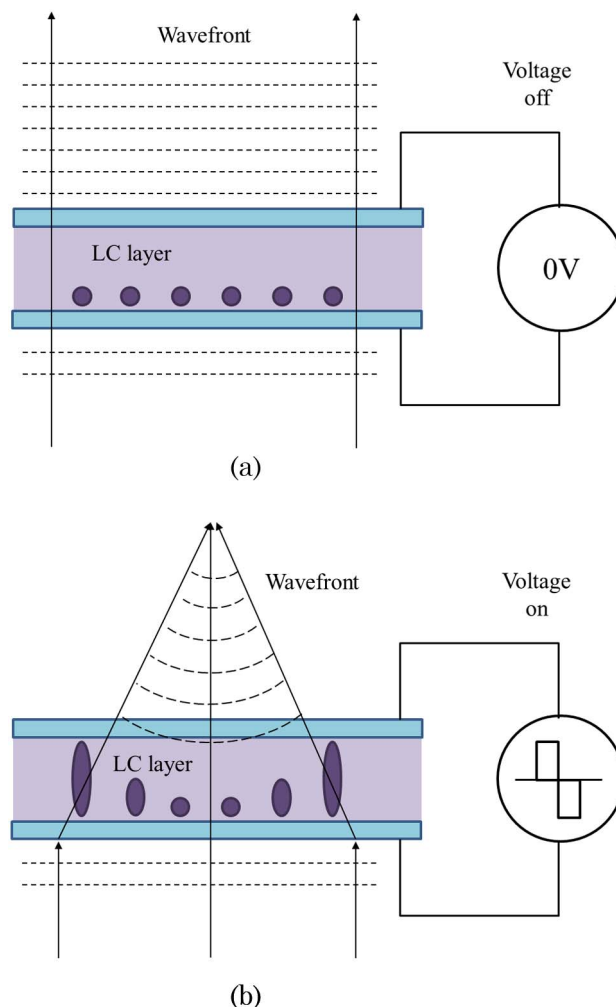 Wavefront
Voltage
off
LC layer
0V
(a)
Wavefront
Voltage
on
LC layer
(b)